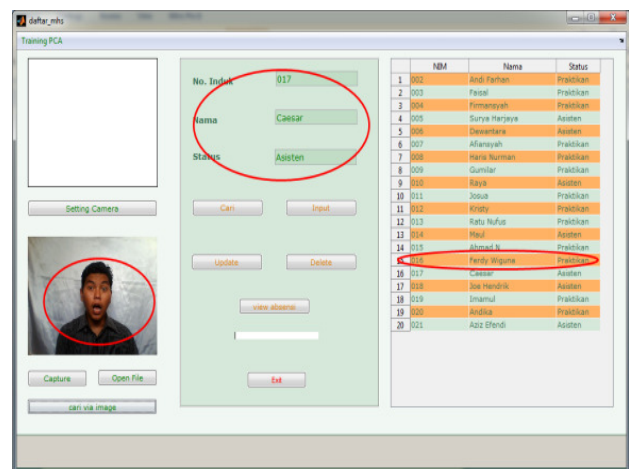 daftar_mhs
Training PCA
No. Induk 017
Nama Caesar
Status Asisten
Setting Camera
Cari Input
Update Delete
view absensi
Exit
Capture Open File
cari via image
NIM Nama Status
1 002 Andi Farhan Praktikan
2 003 Faisal Praktikan
3 004 Firmansyah Praktikan
4 005 Surya Harjaya Asisten
5 006 Dewantara Asisten
6 007 Afiansyah Praktikan
7 008 Haris Nurman Praktikan
8 009 Gumilar Praktikan
9 010 Raya Asisten
10 011 Josua Praktikan
11 012 Kristy Praktikan
12 013 Ratu Nufus Praktikan
13 014 Maul Asisten
14 015 Ahmad N Praktikan
15 016 Ferdy Wiguna Praktikan
16 017 Caesar Asisten
17 018 Joe Hendrik Asisten
18 019 Imamul Praktikan
19 020 Andika Praktikan
20 021 Aziz Efendi Asisten